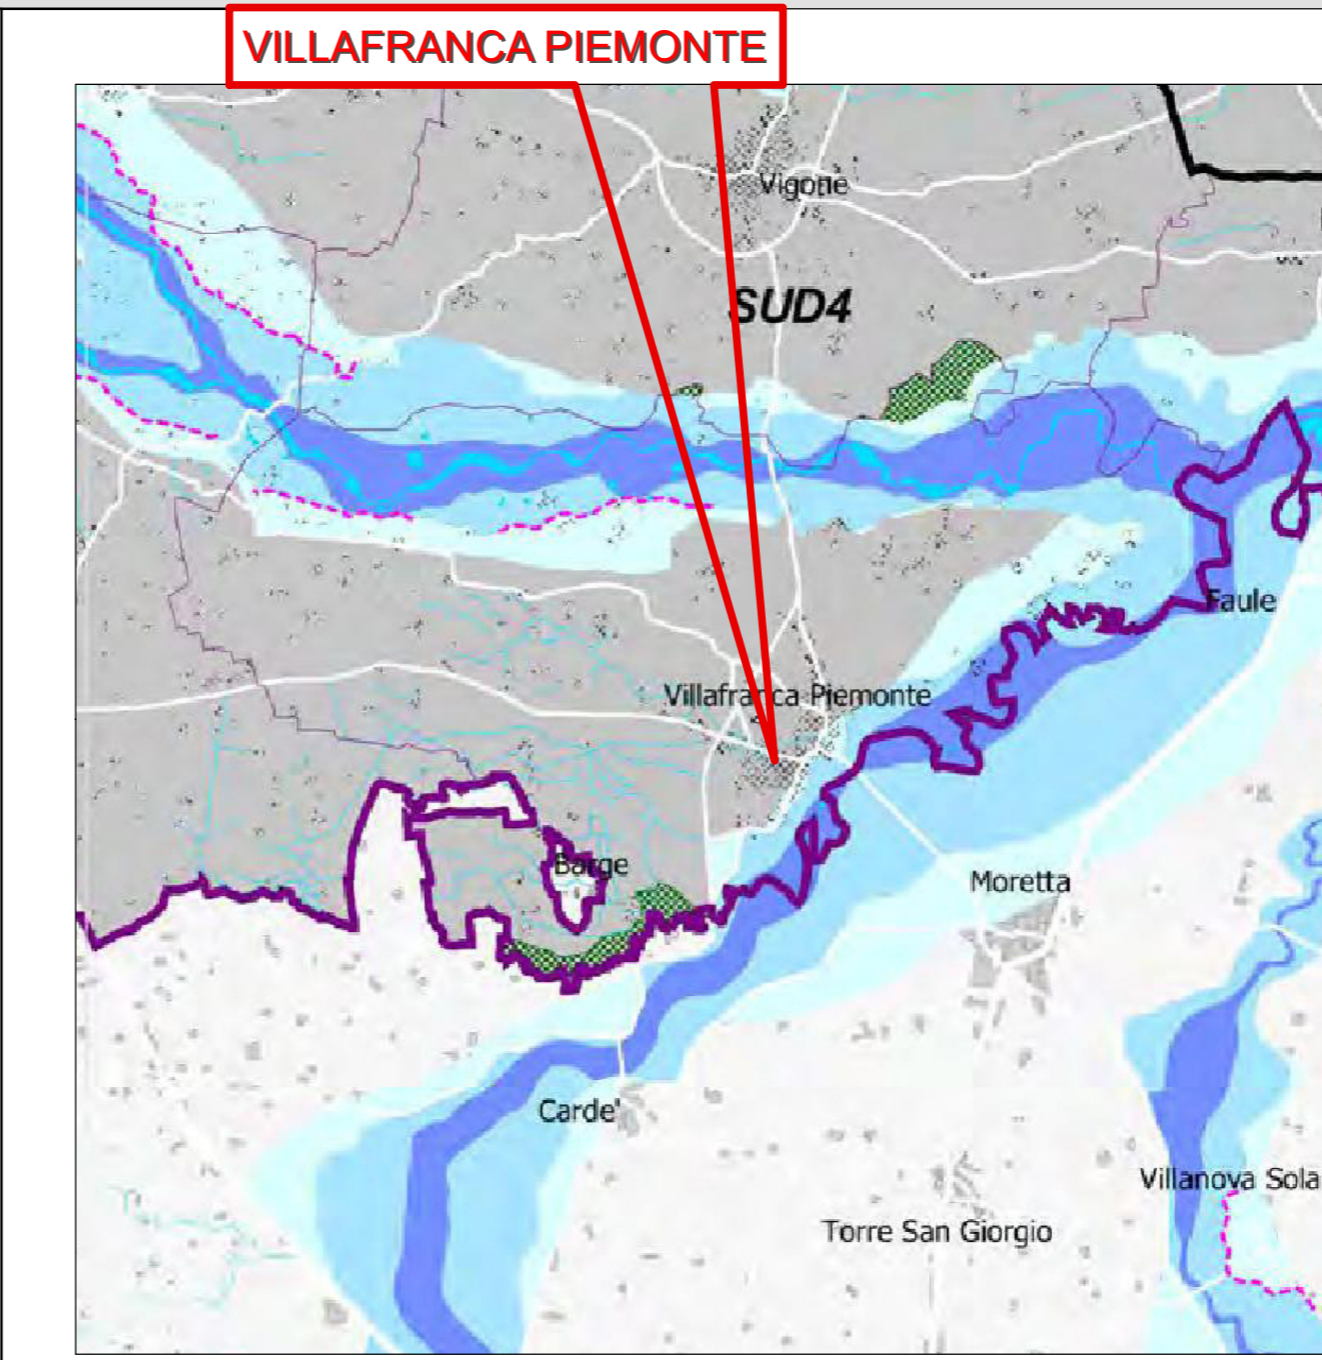 VILLAFRANCA PIEMONTE
Vigone
SUD4
Faule
Villafranca Piemonte
Barge
Moretta
Carde'
Villanova Sola
Torre San Giorgio